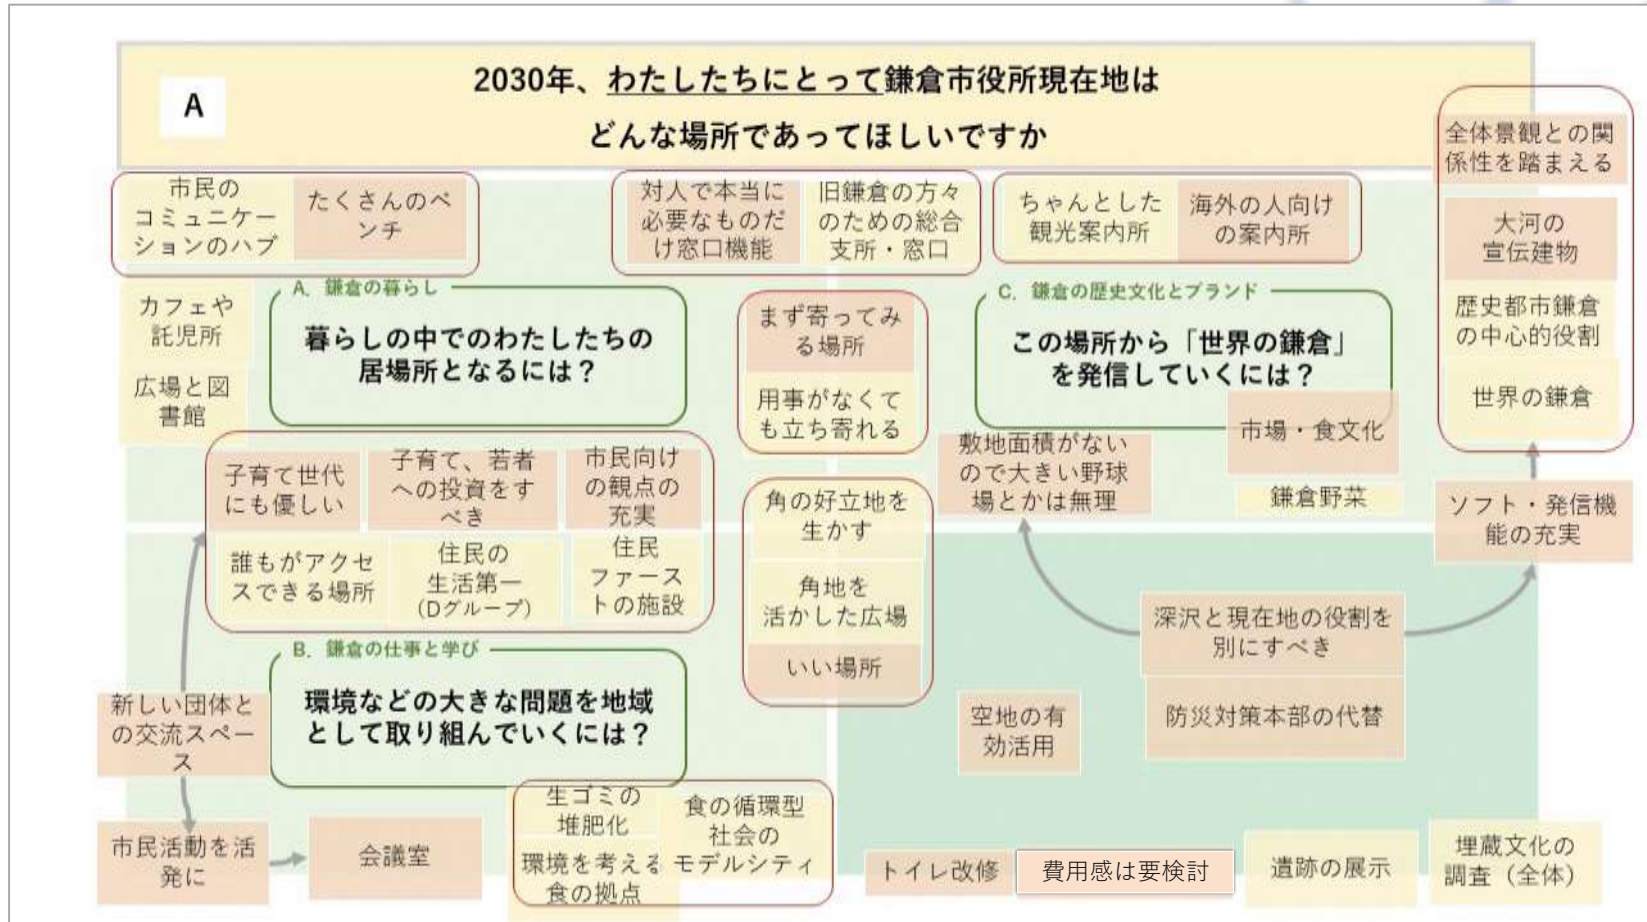 A
2030年、わたしたちにとって鎌倉市役所現在地は
どんな場所であってほしいですか
市民の
コミュニケー
ションのハブ
たくさんのベ
ンチ
対人で本当に
必要なものだ
け窓口機能
旧鎌倉の方々
のための総合
支所・窓口
ちゃんとした
観光案内所
海外の人向け
の案内所
全体景観との関
係性を踏まえる
大河の
宣伝建物
歴史都市鎌倉
の中心的役割
世界の鎌倉
カフェや
託児所
広場と図
書館
A. 鎌倉の暮らし
暮らしの中でのわたしたちの
居場所となるには？
まず寄ってみ
る場所
用事がなくて
も立ち寄れる
C. 鎌倉の歴史文化とブランド
この場所から「世界の鎌倉」
を発信していくには？
市場・食文化
鎌倉野菜
敷地面積がない
ので大きい野球
場とかは無理
ソフト・発信機
能の充実
子育て世代
にも優しい
子育て、若者
への投資をす
べき
市民向け
の観点の
充実
誰もがアクセ
スできる場所
住民の
生活第一
（Dグループ）
住民
ファース
トの施設
角の好立地を
生かす
角地を
活かした広場
いい場所
深沢と現在地の役割を
別にすべき
防災対策本部の代替
空地の有
効活用
B. 鎌倉の仕事と学び
環境などの大きな問題を地域
として取り組んでいくには？
新しい団体と
の交流スペー
ス
市民活動を活
発に
会議室
生ゴミの
堆肥化
環境を考える
食の拠点
食の循環型
社会の
モデルシティ
トイレ改修
費用感は要検討
遺跡の展示
埋蔵文化の
調査（全体）